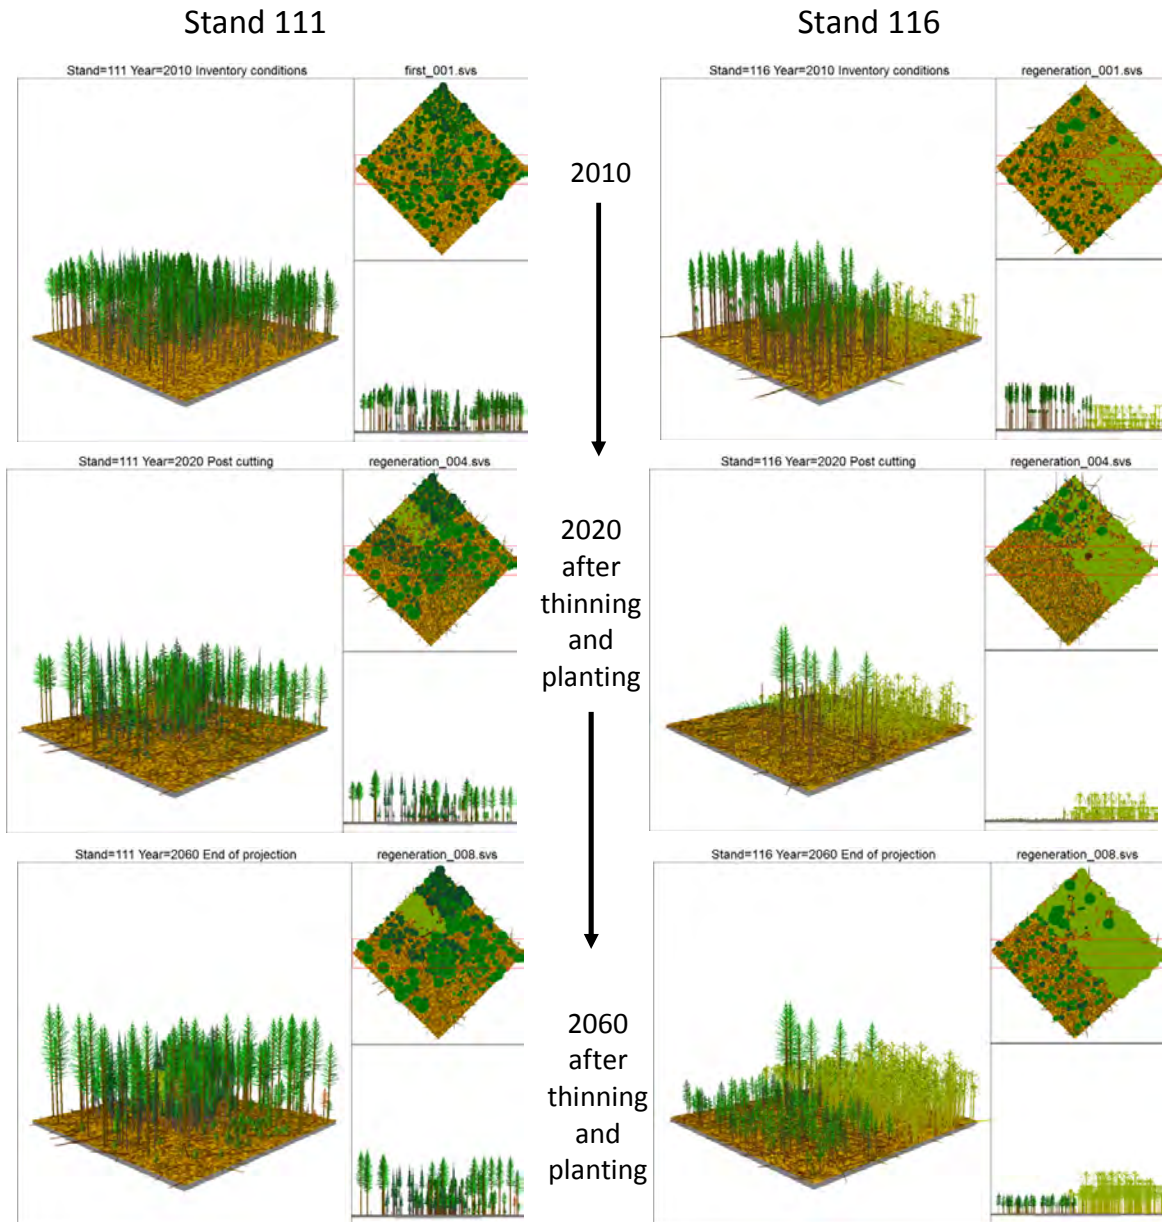 Stand 111
Stand 116
Stand=111 Year=2010 Inventory conditions
first_001.svs
Stand=116 Year=2010 Inventory conditions
regeneration_001.svs
2010
Stand=111 Year=2020 Post cutting
regeneration_004.svs
Stand=116 Year=2020 Post cutting
regeneration_004.svs
2020
after
thinning
and
planting
Stand=111 Year=2060 End of projection
regeneration_008.svs
Stand=116 Year=2060 End of projection
regeneration_008.svs
2060
after
thinning
and
planting